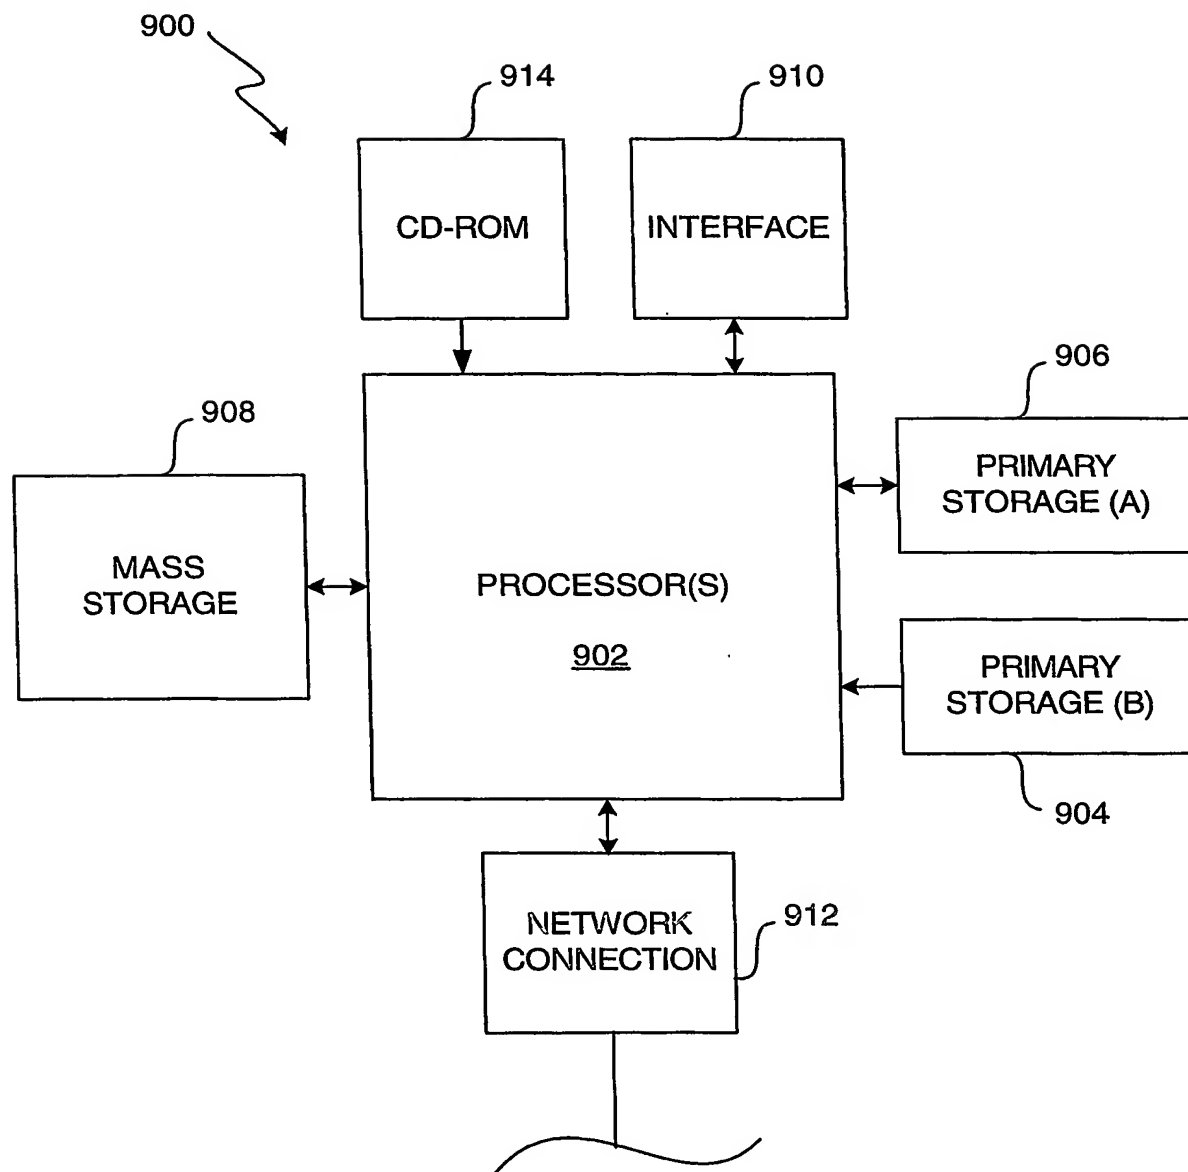 900
914
910
CD-ROM
INTERFACE
906
908
PRIMARY
STORAGE (A)
MASS
STORAGE
PROCESSOR(S)
902
PRIMARY
STORAGE (B)
904
NETWORK
CONNECTION
912